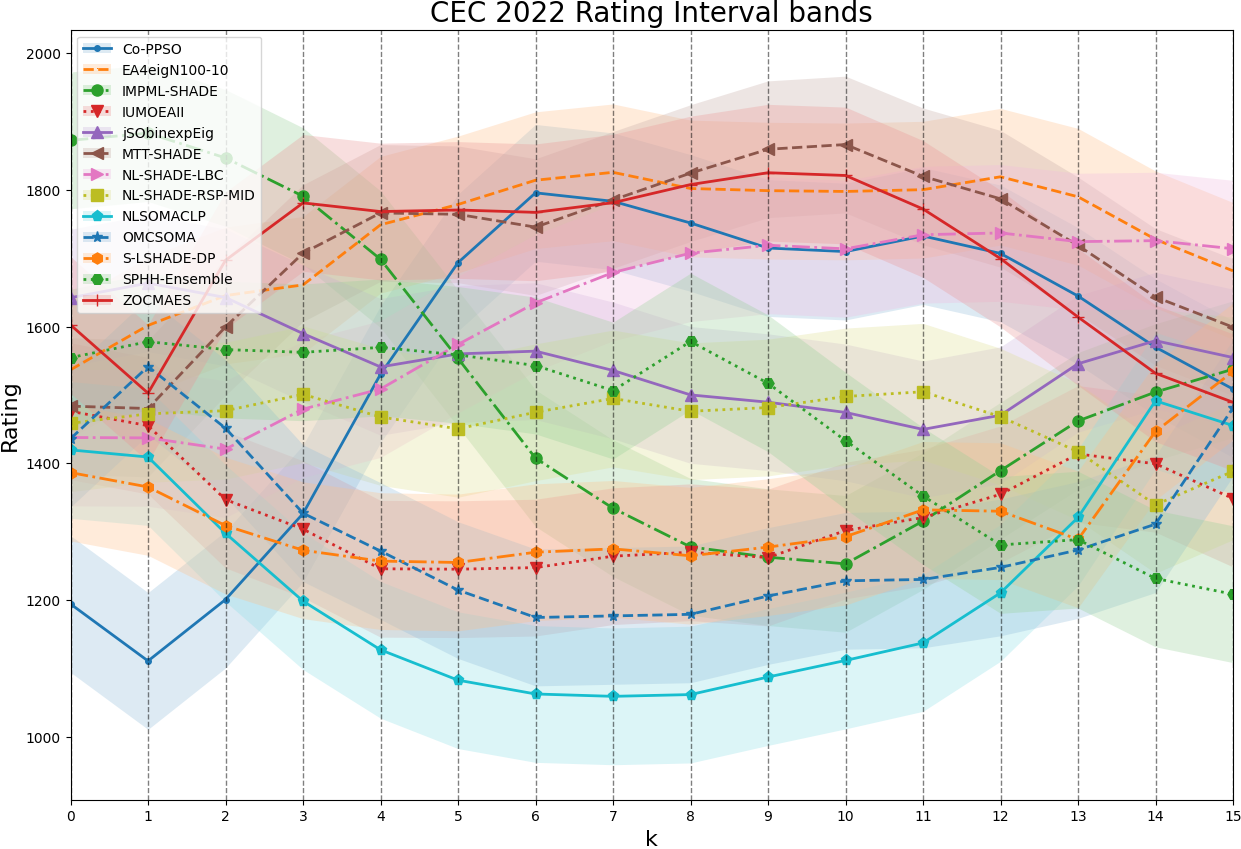 CEC 2022 Rating Interval bands
2000
1800
1600
1400
1200
1000
Rating
Co-PPSO
EA4eigN100-10
IMPML-SHADE
IUMOEAII
jSObinexpEig
MTT-SHADE
NL-SHADE-LBC
NL-SHADE-RSP-MID
NLSOMACLP
OMCSOMA
S-LSHADE-DP
SPHH-Ensemble
ZOCMAES
0 1 2 3 4 5 6 7 8 9 10 11 12 13 14 15
k